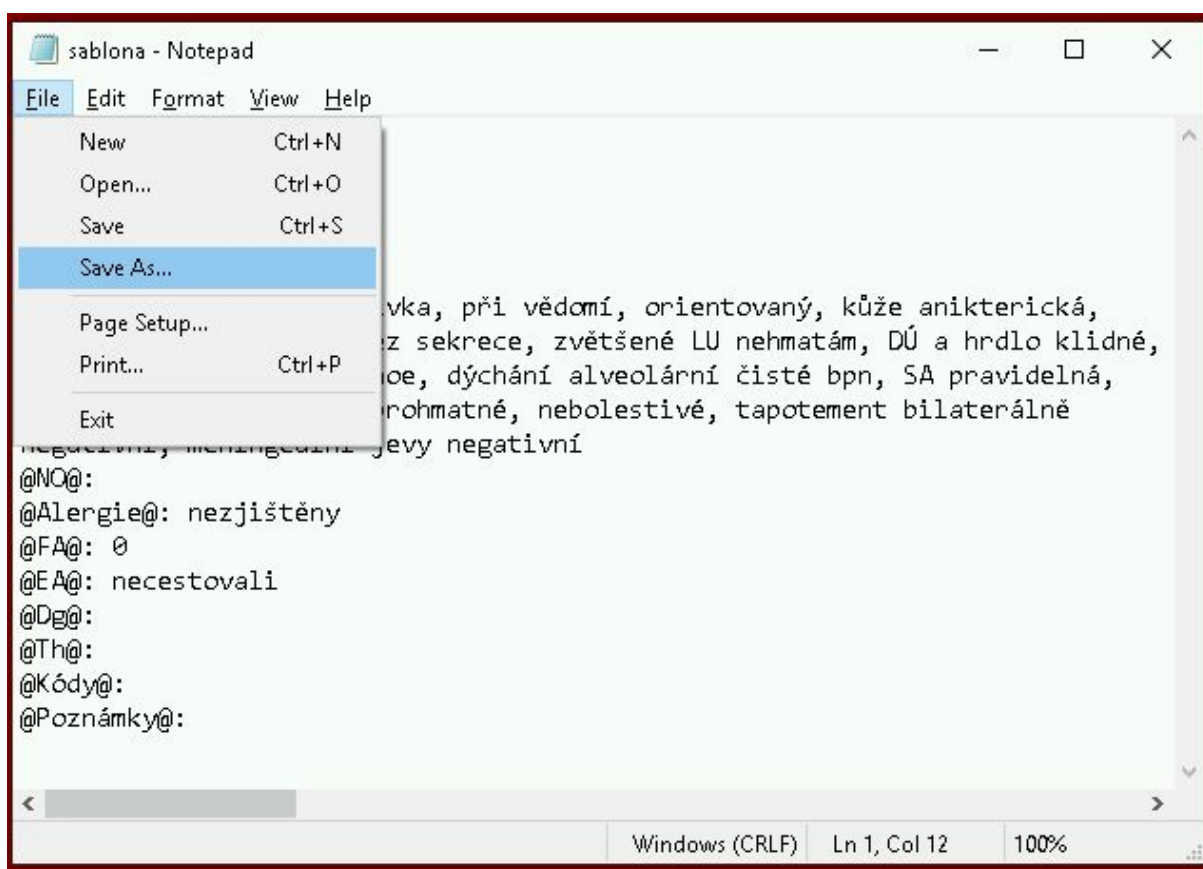 sablona - Notepad
File Edit Format View Help
New Ctrl+N
Open... Ctrl+O
Save Ctrl+S
Save As...
Page Setup...
Print... Ctrl+P
Exit
vka, při vědomí, orientovaný, kůže anikterická,
z sekrece, zvětšené LU nehmatám, DÚ a hrdlo klidné,
oe, dýchání alveolární čisté bpn, SA pravidelná,
rohmatné, nebolestivé, tapotement bilaterálně
jevy negativní
@NO@:
@Alergie@: nezjištěny
@FA@: 0
@EA@: necestovali
@Dg@:
@Th@:
@Kódy@:
@Poznámky@:
Windows (CRLF) Ln 1, Col 12 100%